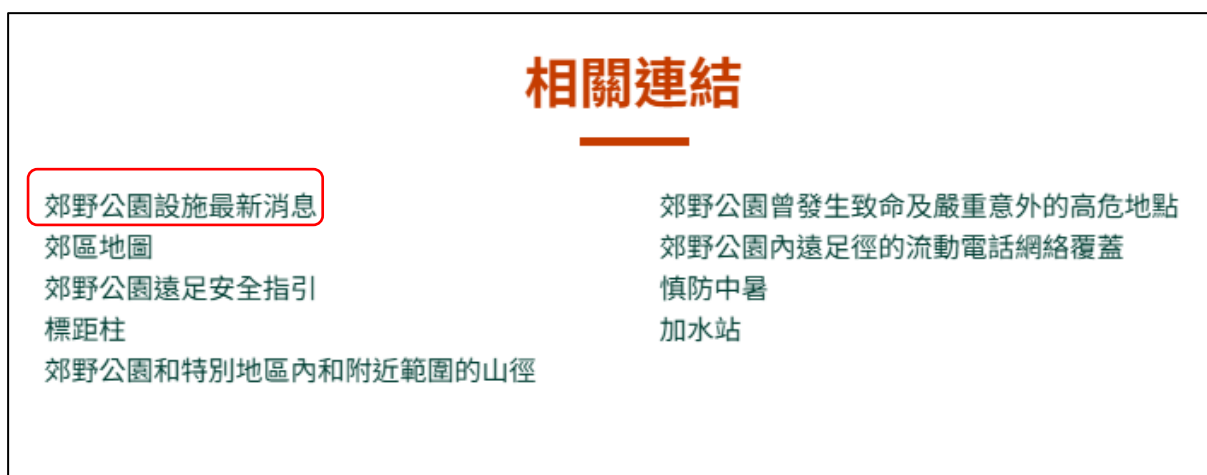 相關連結
郊野公園設施最新消息
郊區地圖
郊野公園遠足安全指引
標距柱
郊野公園和特別地區內和附近範圍的山徑
郊野公園曾發生致命及嚴重意外的高危地點
郊野公園內遠足徑的流動電話網絡覆蓋
慎防中暑
加水站